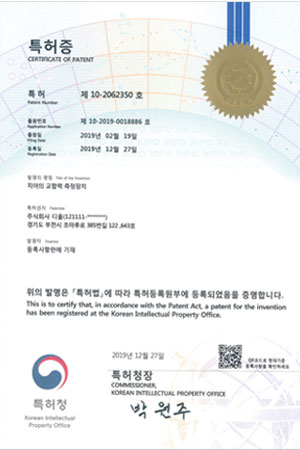 특허증
CERTIFICATE OF PATENT
특허 제 10-2062350 호
Patent Number
출원번호 제 10-2019-0018886 호
Application Number
출원일 2019년 02월 19일
Filing Date
등록일 2019년 12월 27일
Registration Date
발명의 명칭 Title of the Invention
치아의 교합력 측정장치
특허권자 Patentee
주식회사 디올(121111-*******)
경기도 부천시 조마루로 385번길 122 ,643호
발명자 Inventor
등록사항란에 기재
위의 발명은 「특허법」에 따라 특허등록원부에 등록되었음을 증명합니다.
This is to certify that, in accordance with the Patent Act, a patent for the invention
has been registered at the Korean Intellectual Property Office.
2019년 12월 27일
QR코드로 현재기준
등록사항을 확인하세요
특허청
Korean Intellectual
Property Office
특허청장
COMMISSIONER,
KOREAN INTELLECTUAL PROPERTY OFFICE
박원주